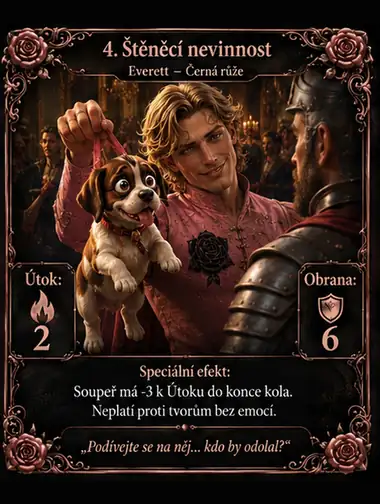 4. Štěněcí nevinnost
Everett – Černá růže
Útok:
2
Obrana:
6
Speciální efekt:
Soupeř má -3 k Útoku do konce kola.
Neplatí proti tvorům bez emocí.
„Podívejte se na něj... kdo by odolal?“